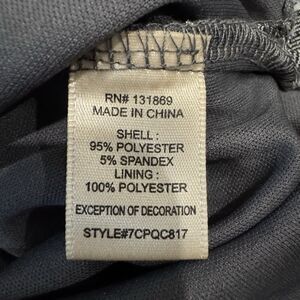 RN# 131869
MADE IN CHINA
SHELL :
95% POLYESTER
5% SPANDEX
LINING :
100% POLYESTER
EXCEPTION OF DECORATION
STYLE#7CPQC817